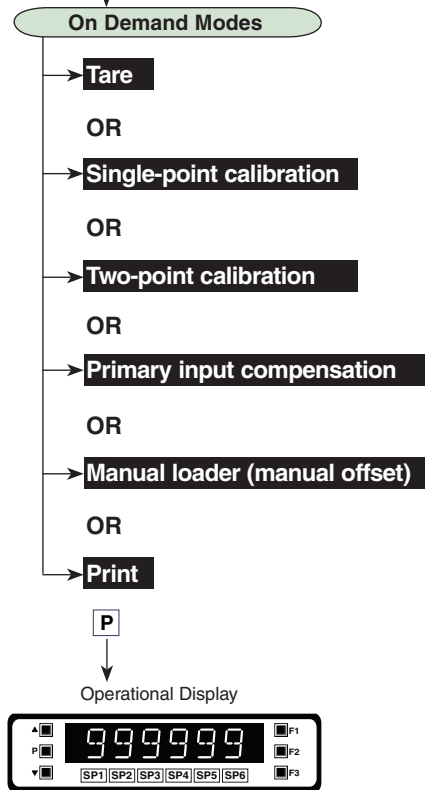 On Demand Modes
Tare
OR
Single-point calibration
OR
Two-point calibration
OR
Primary input compensation
OR
Manual loader (manual offset)
OR
Print
P
Operational Display
999999
F1
P
F2
F3
SP1 SP2 SP3 SP4 SP5 SP6